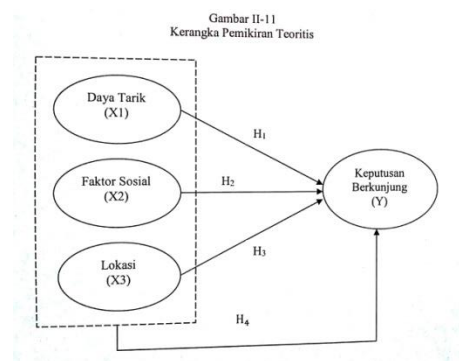 Gambar II-11
Kerangka Pemikiran Teoritis
Daya Tarik
(X1)
H1
Faktor Sosial
(X2)
H2
Keputusan
Berkunjung
(Y)
Lokasi
(X3)
H3
H4